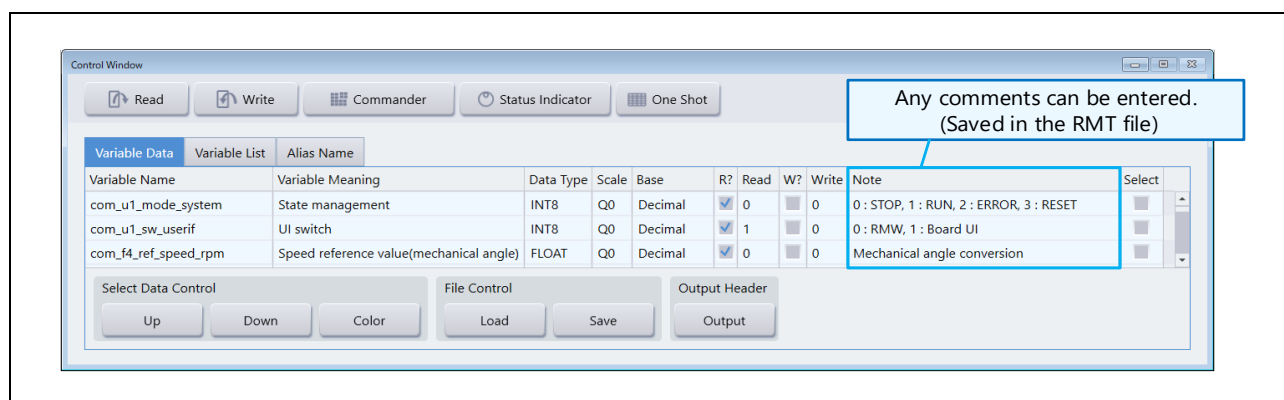 Control Window
Read Write Commander Status Indicator One Shot
Any comments can be entered.
(Saved in the RMT file)
Variable Data Variable List Alias Name
Variable Name Variable Meaning Data Type Scale Base R? Read W? Write Note Select
com_u1_mode_system State management INT8 Q0 Decimal 0 0 0 : STOP, 1 : RUN, 2 : ERROR, 3 : RESET
com_u1_sw_userif UI switch INT8 Q0 Decimal 1 0 0 : RMW, 1 : Board UI
com_f4_ref_speed_rpm Speed reference value(mechanical angle) FLOAT Q0 Decimal 0 0 Mechanical angle conversion
Select Data Control File Control Output Header
Up Down Color Load Save Output